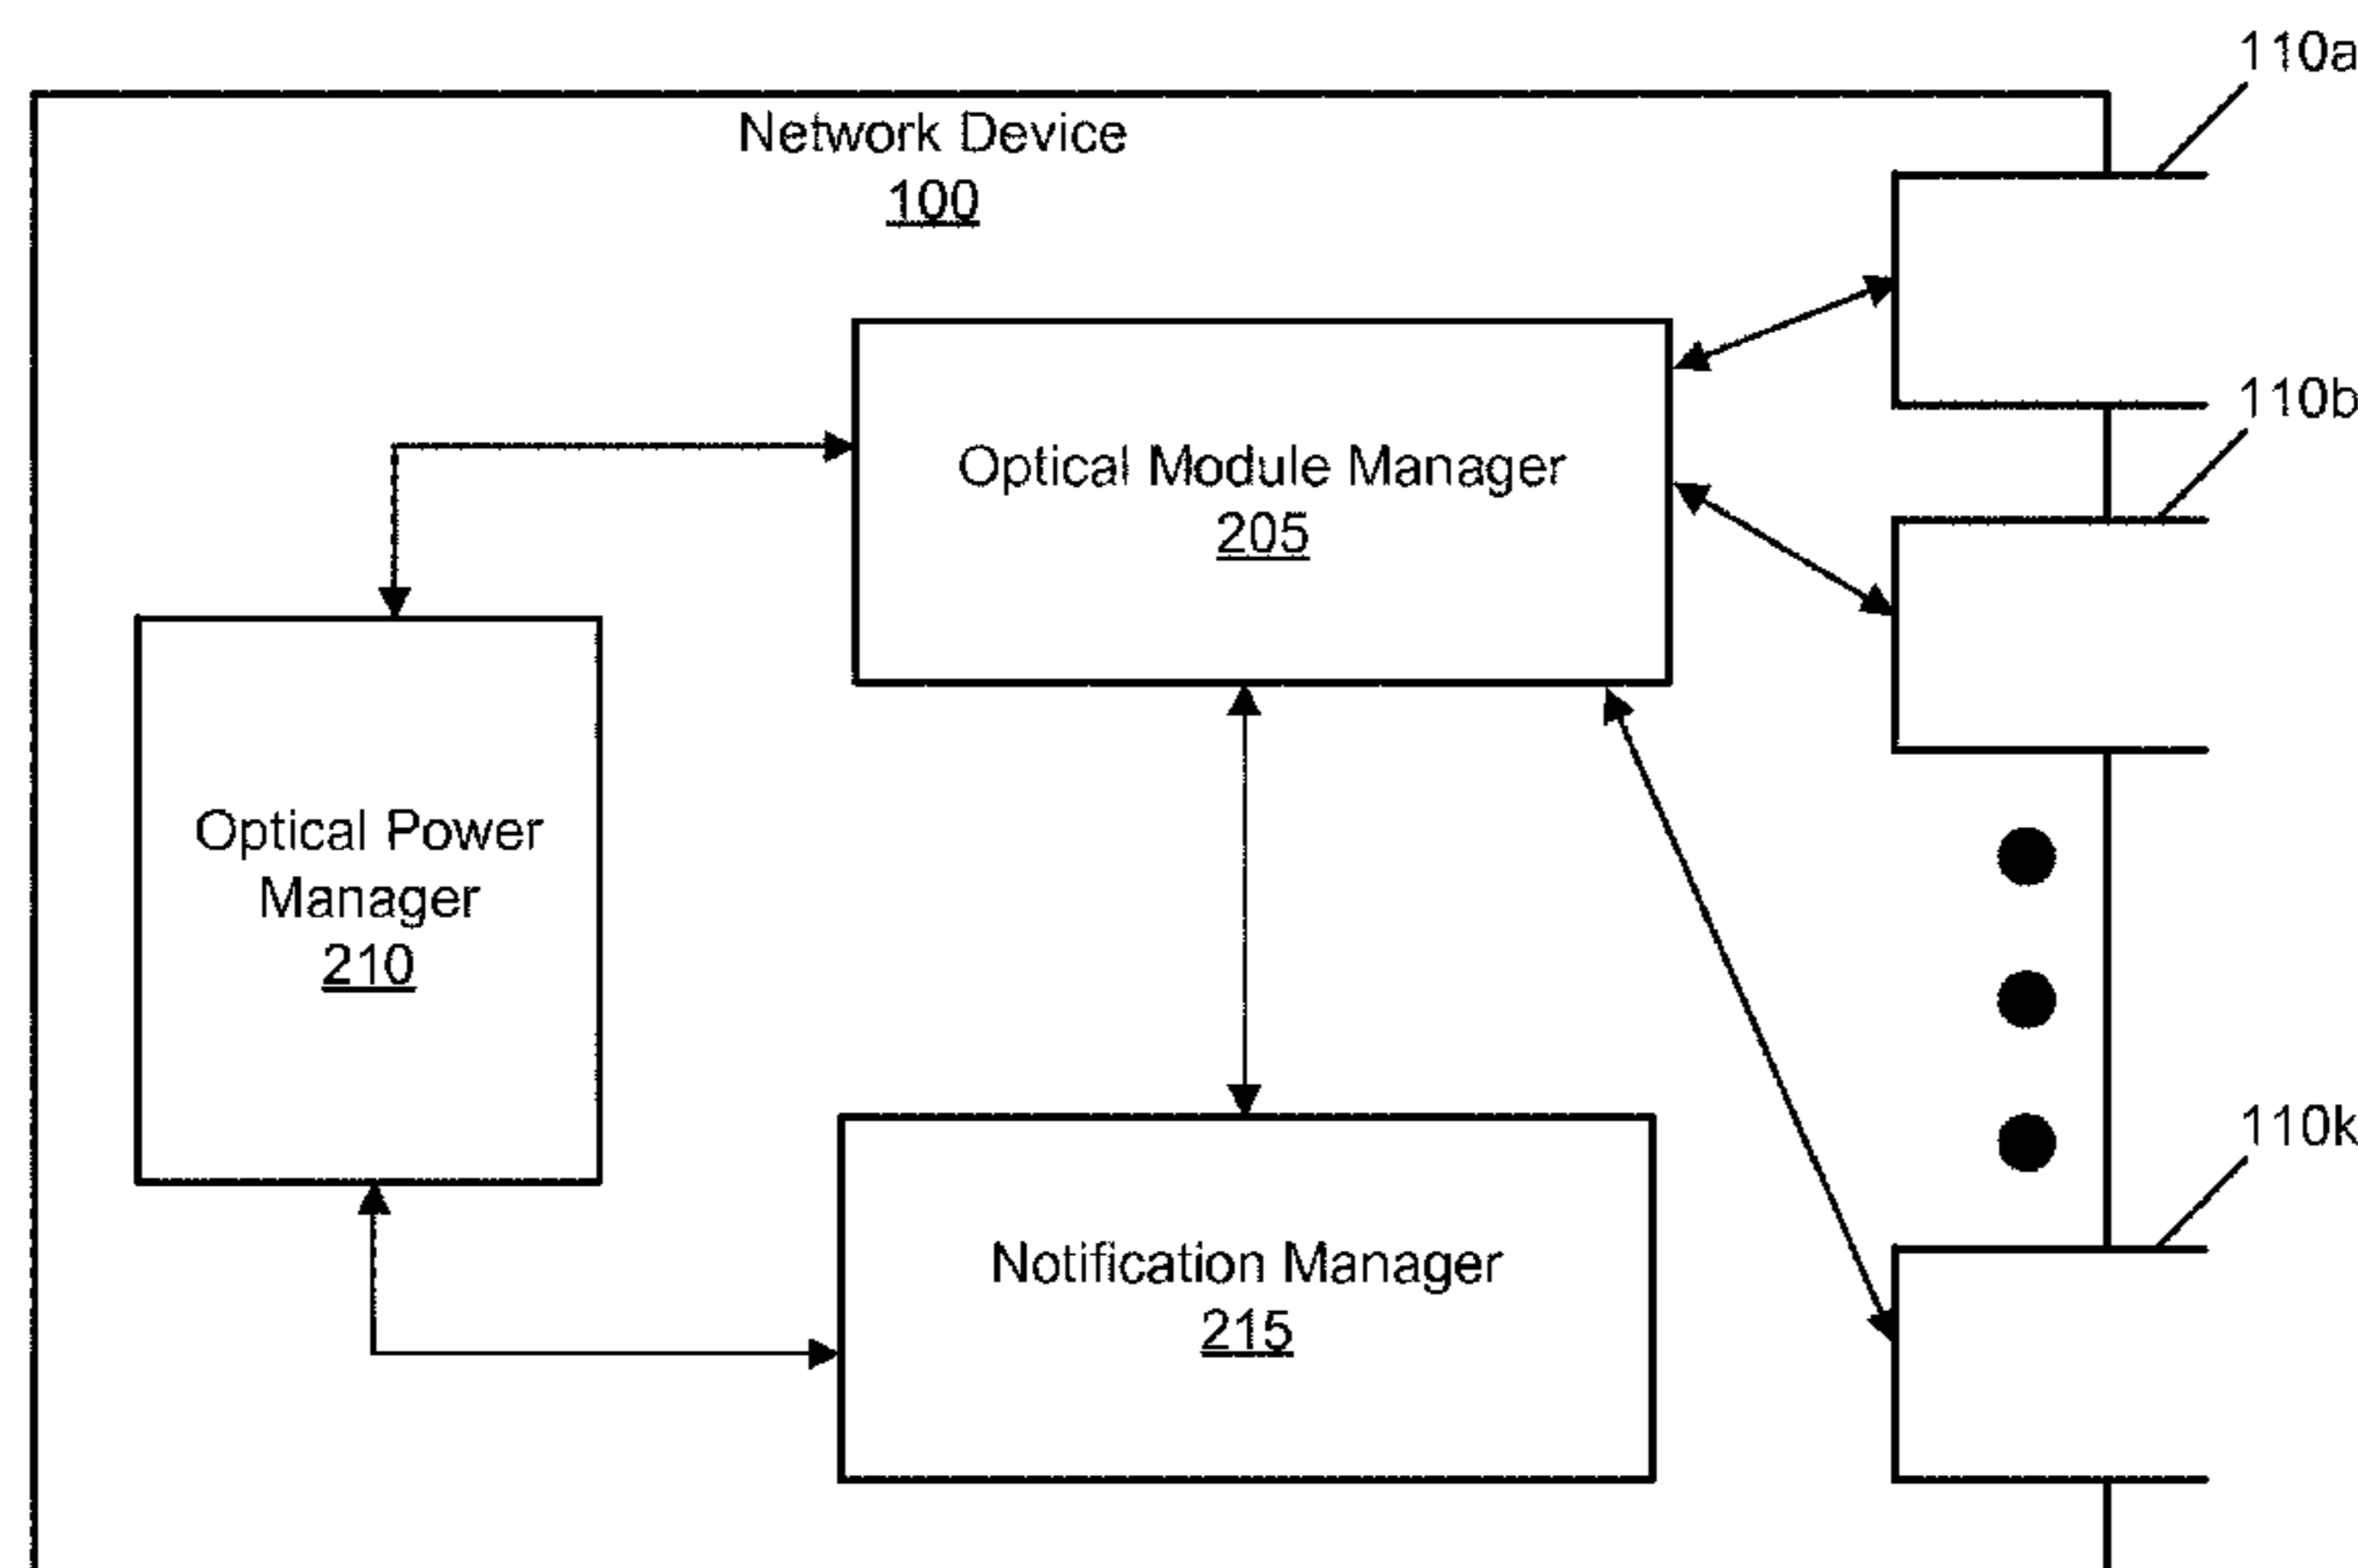 110a
Network Device
100
110b
Optical Module Manager
205
Optical Power
Manager
210
110k
Notification Manager
215